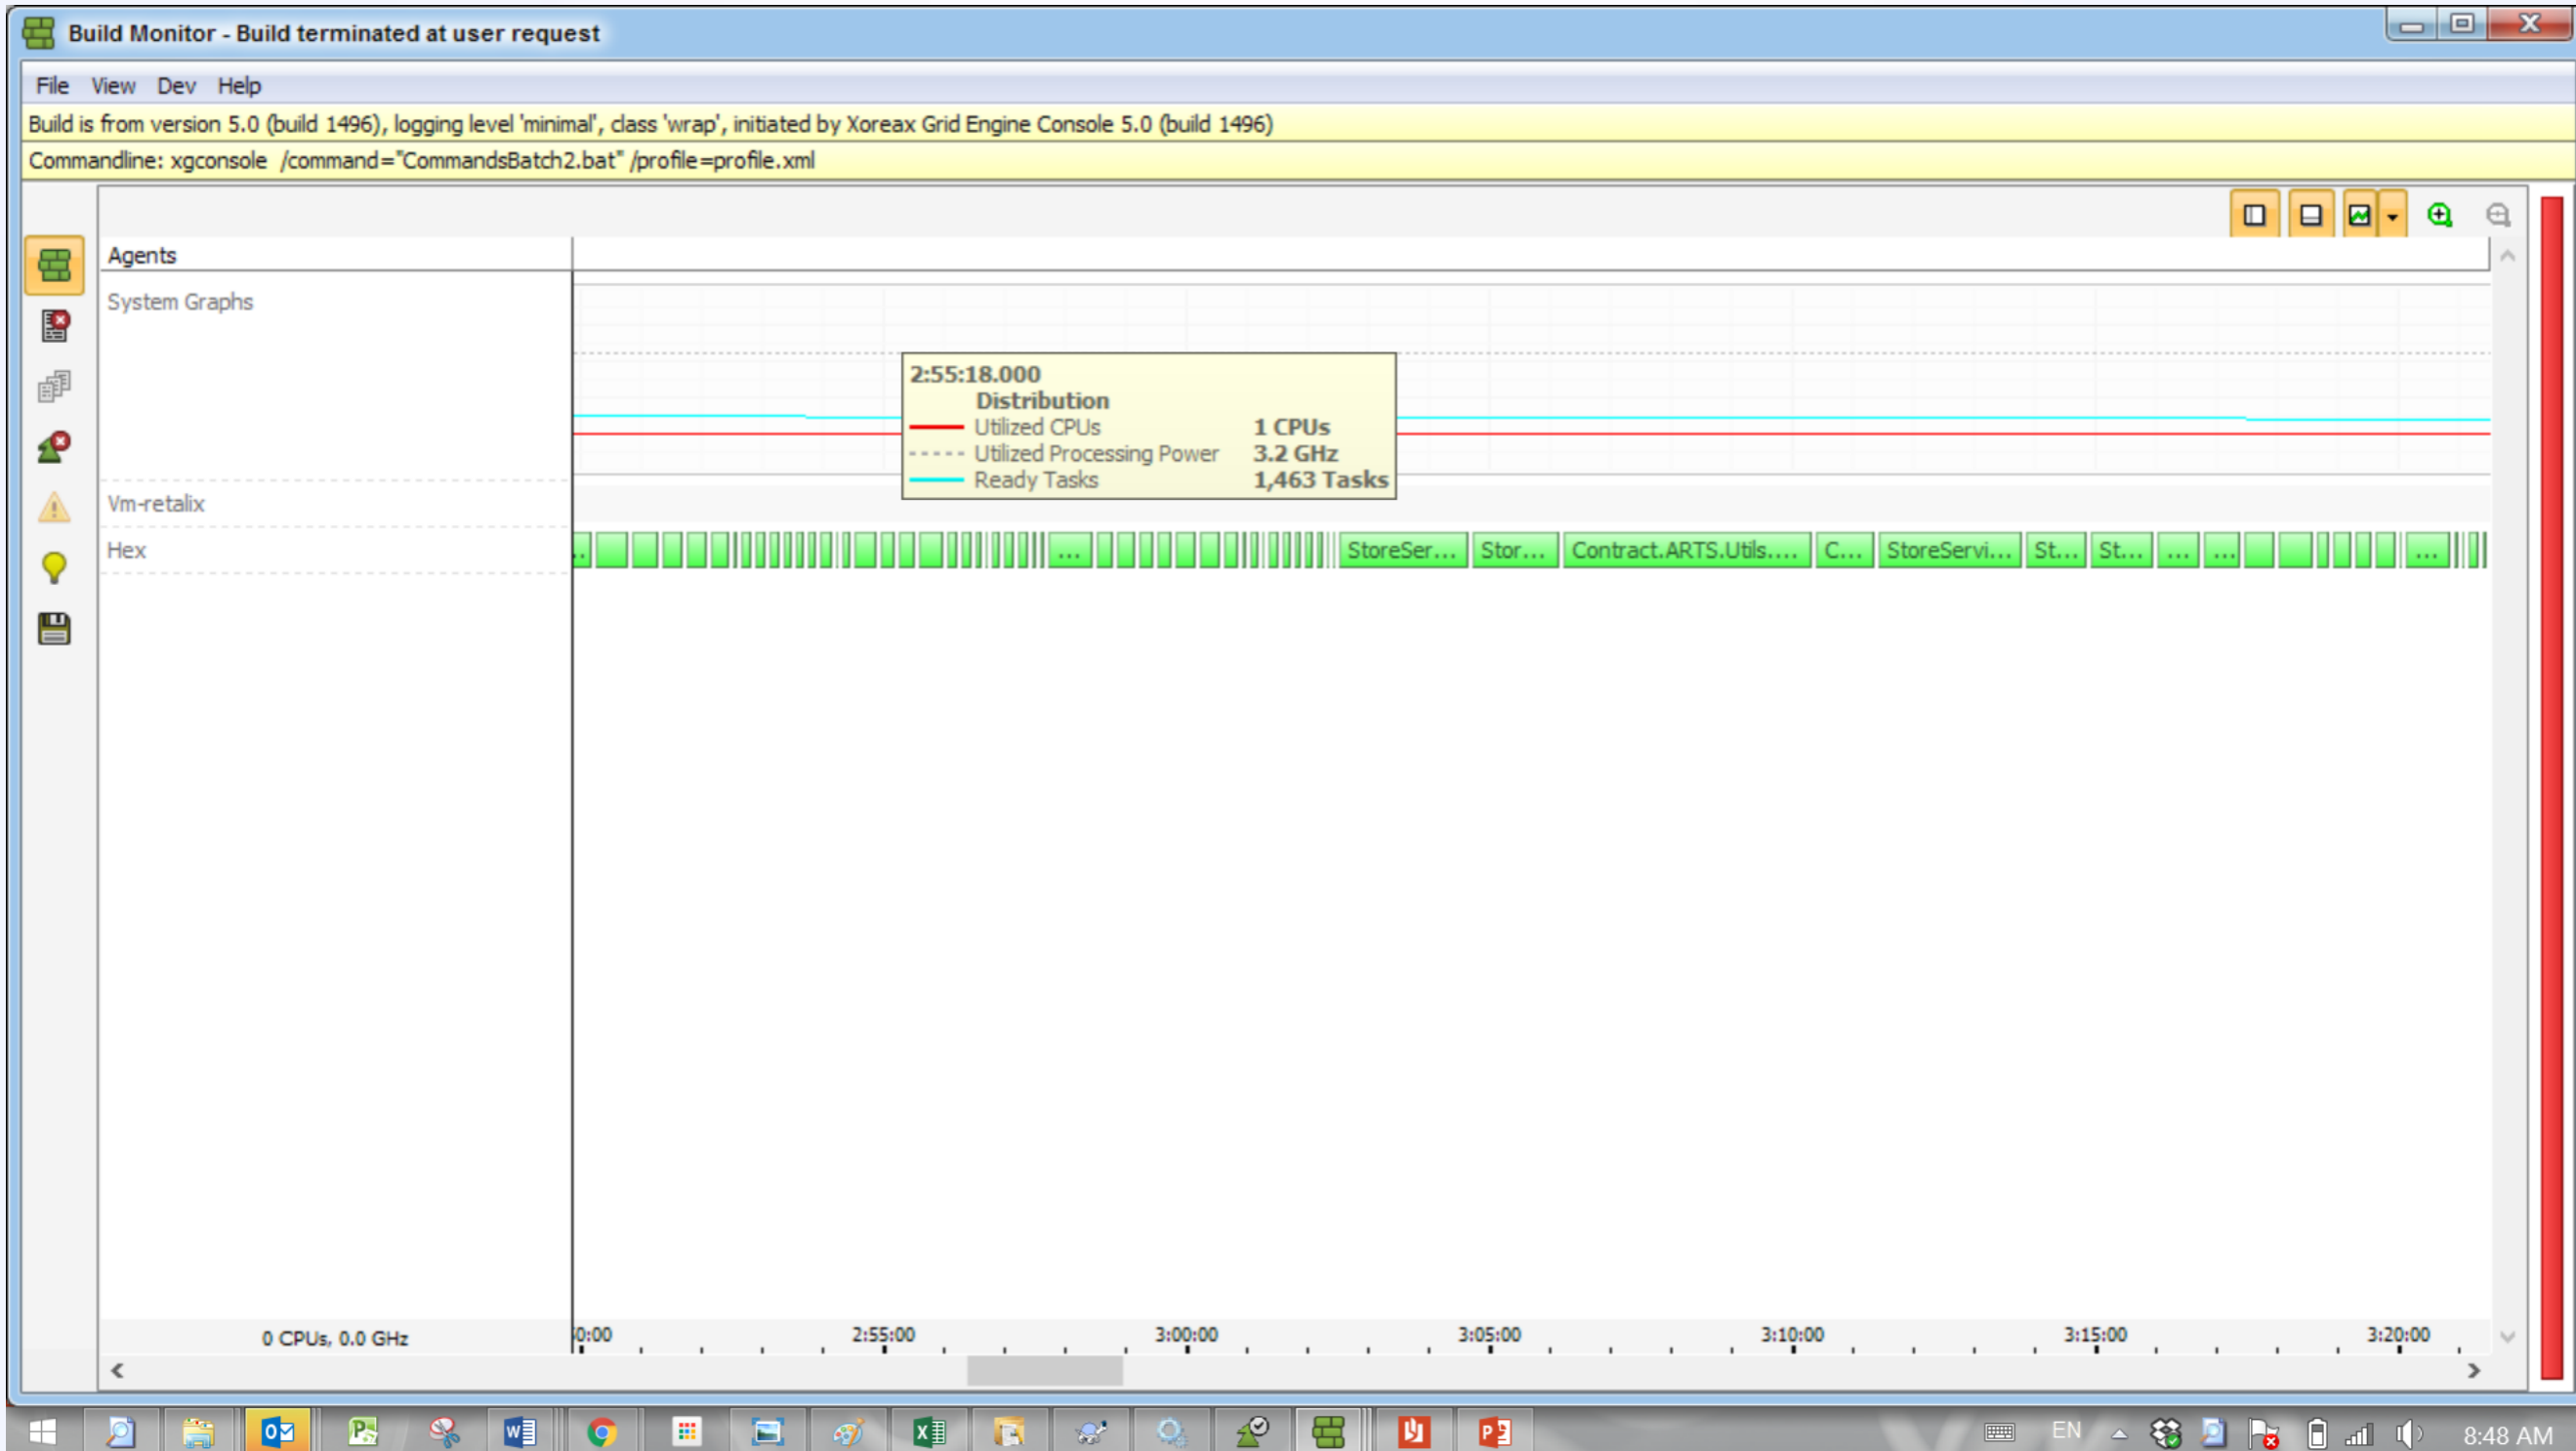 Build Monitor - Build terminated at user request
File View Dev Help
Build is from version 5.0 (build 1496), logging level 'minimal', class 'wrap', initiated by Xoreax Grid Engine Console 5.0 (build 1496)
Commandline: xgconsole /command="CommandsBatch2.bat" /profile=profile.xml
Agents
System Graphs
2:55:18.000
Distribution
Utilized CPUs 1 CPUs
Utilized Processing Power 3.2 GHz
Ready Tasks 1,463 Tasks
Vm-retalix
Hex
... ... StoreSer... Stor... Contract.ARTS.Utils.... C... StoreServi... St... St... ... ... ...
0 CPUs, 0.0 GHz
0:00 2:55:00 3:00:00 3:05:00 3:10:00 3:15:00 3:20:00
EN 8:48 AM